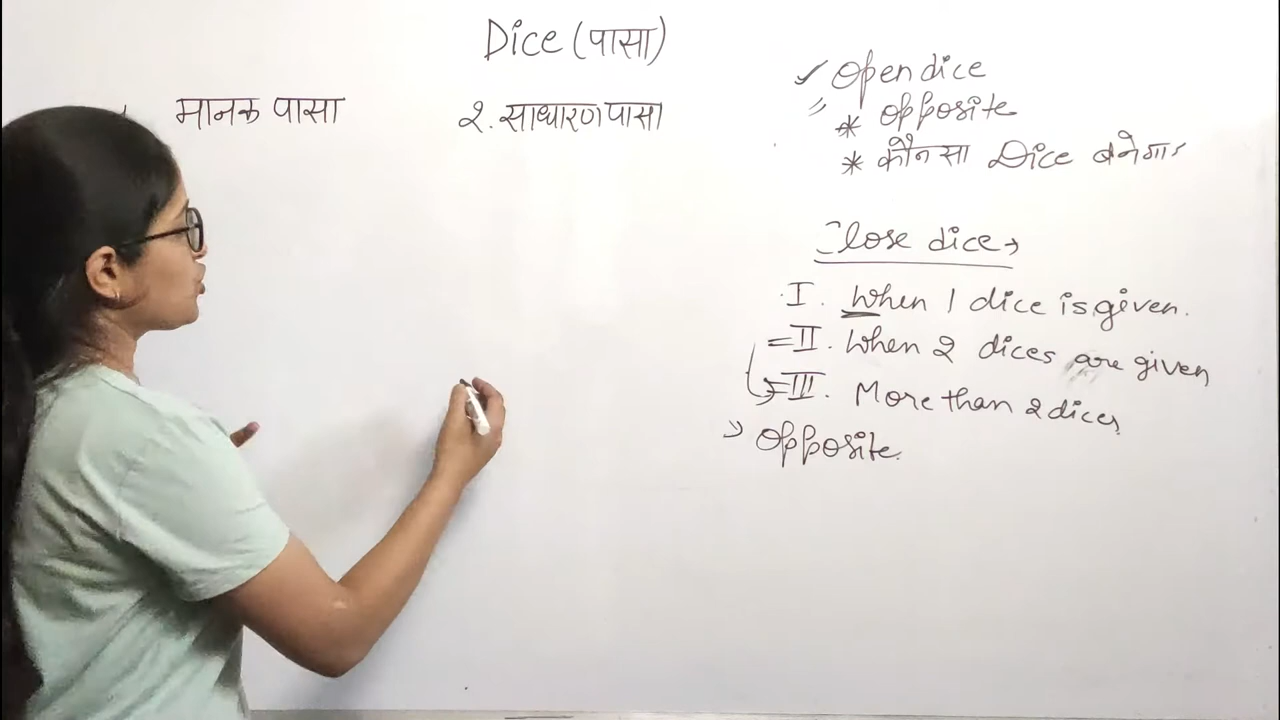 Dice (पासा)
मानक पासा
2. साधारण पासा
✓ Open dice
* Opposite
* कौन सा Dice बनेगा
Close dice →
I. When 1 dice is given.
= II. When 2 dices are given
= III. More than 2 dices
Opposite.